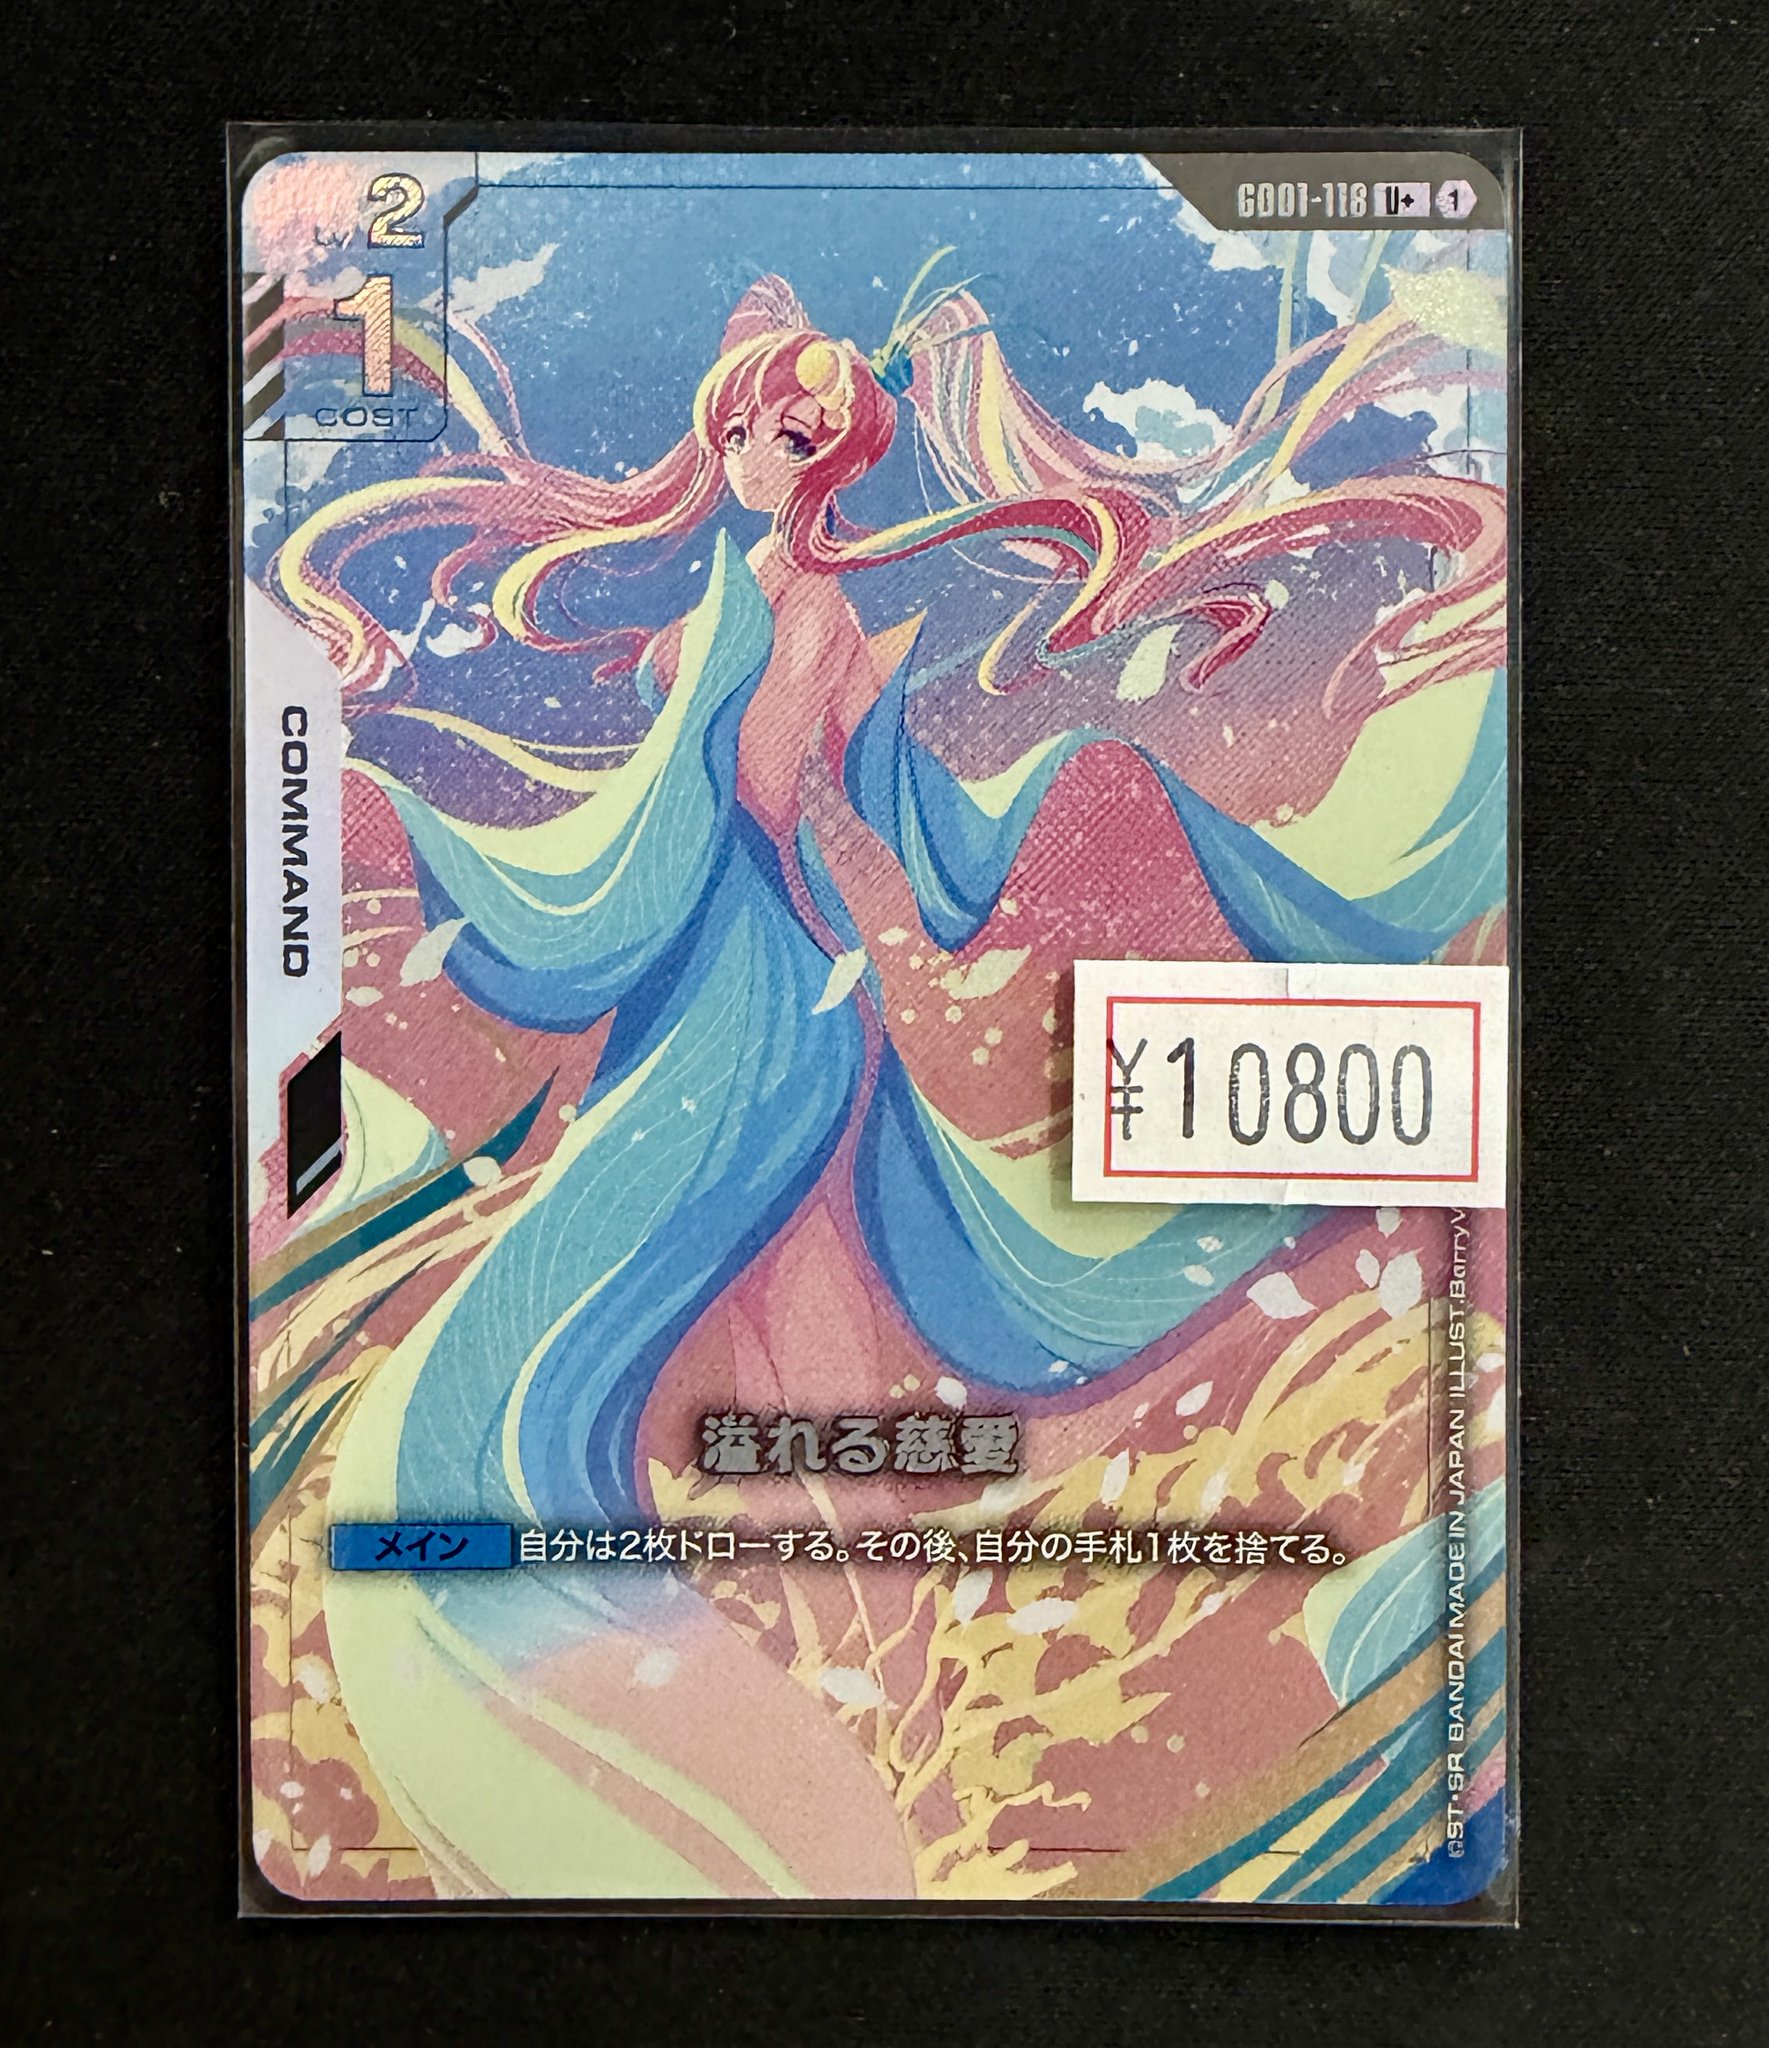 Lv 2
GD01-118 U+ 1
1
COST
COMMAND
¥10800
溢れる慈愛
メイン 自分は2枚ドローする。その後、自分の手札1枚を捨てる。
©ST・SR BANDAI MADE IN JAPAN ILLUST.Barry